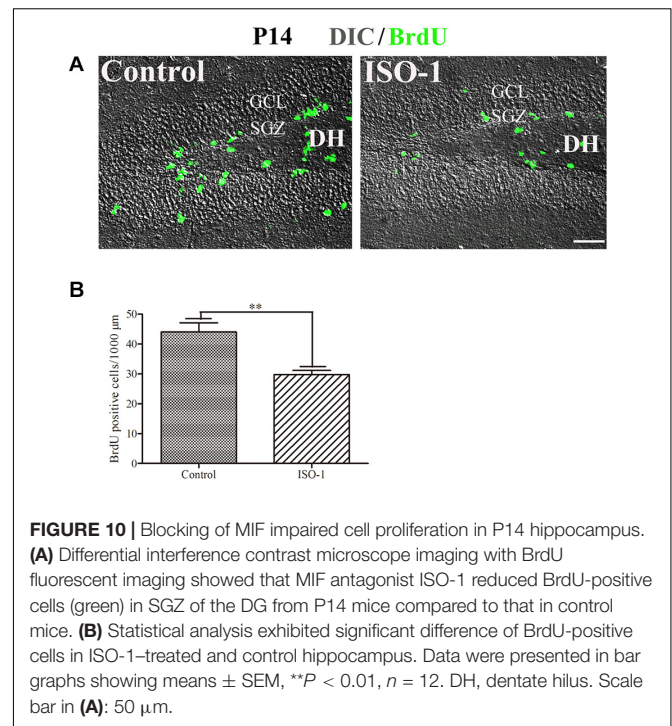 P14 DIC/BrdU
A
Control
GCL
SGZ
DH
ISO-1
GCL
SGZ
DH
B
**
50
40
30
20
10
0
BrdU positive cells/1000 μm
Control ISO-1
FIGURE 10 | Blocking of MIF impaired cell proliferation in P14 hippocampus.
(A) Differential interference contrast microscope imaging with BrdU
fluorescent imaging showed that MIF antagonist ISO-1 reduced BrdU-positive
cells (green) in SGZ of the DG from P14 mice compared to that in control
mice. (B) Statistical analysis exhibited significant difference of BrdU-positive
cells in ISO-1–treated and control hippocampus. Data were presented in bar
graphs showing means ± SEM, **P < 0.01, n = 12. DH, dentate hilus. Scale
bar in (A): 50 μm.